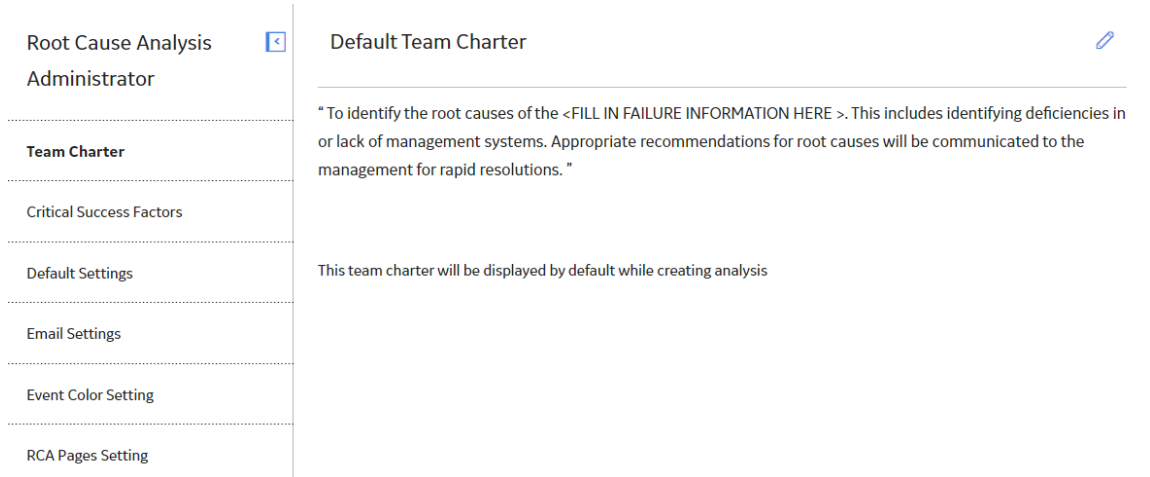 Root Cause Analysis
Administrator
Team Charter
Critical Success Factors
Default Settings
Email Settings
Event Color Setting
RCA Pages Setting
Default Team Charter
“ To identify the root causes of the <FILL IN FAILURE INFORMATION HERE >. This includes identifying deficiencies in
or lack of management systems. Appropriate recommendations for root causes will be communicated to the
management for rapid resolutions. ”
This team charter will be displayed by default while creating analysis